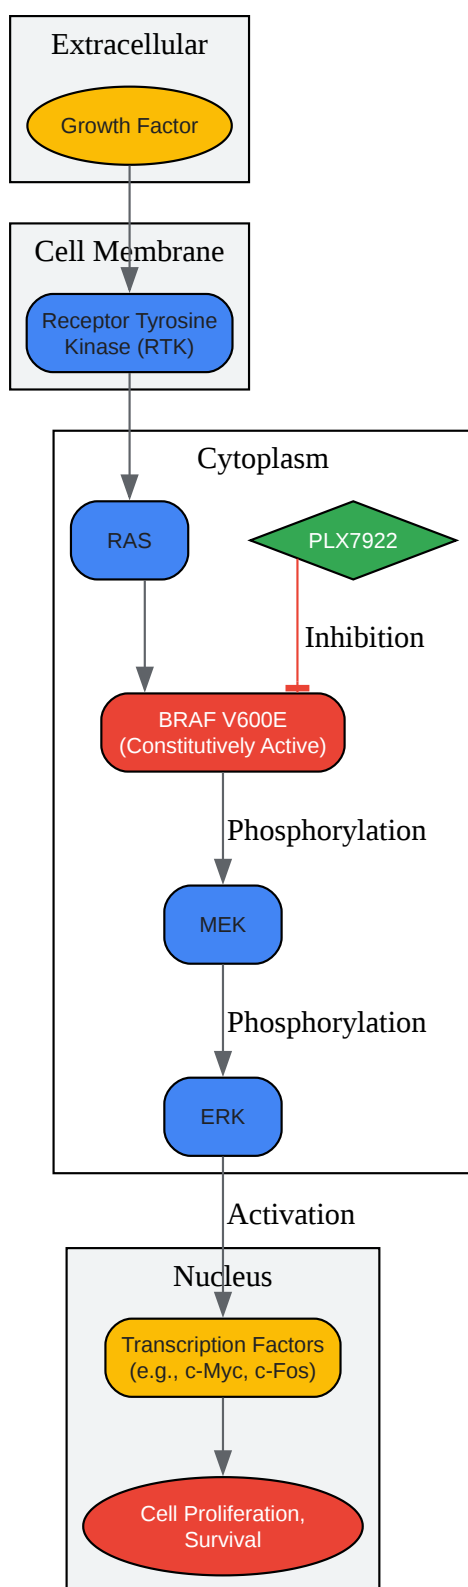 Extracellular
Growth Factor
Cell Membrane
Receptor Tyrosine
Kinase (RTK)
Cytoplasm
RAS
PLX7922
Inhibition
BRAF V600E
(Constitutively Active)
Phosphorylation
MEK
Phosphorylation
ERK
Activation
Nucleus
Transcription Factors
(e.g., c-Myc, c-Fos)
Cell Proliferation,
Survival